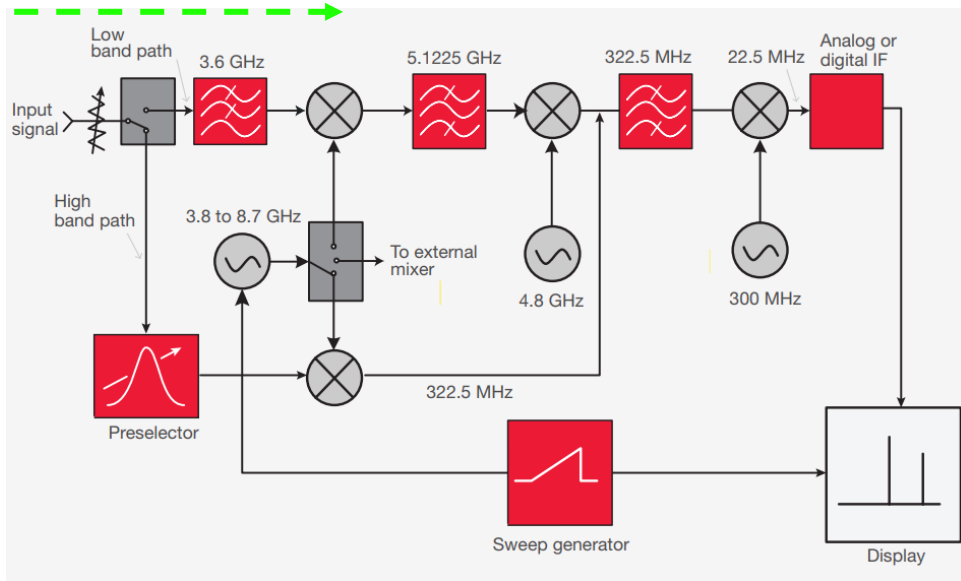 Low
band path
3.6 GHz
5.1225 GHz
322.5 MHz
22.5 MHz
Analog or
digital IF
Input
signal
High
band path
3.8 to 8.7 GHz
To external
mixer
4.8 GHz
300 MHz
322.5 MHz
Preselector
Sweep generator
Display